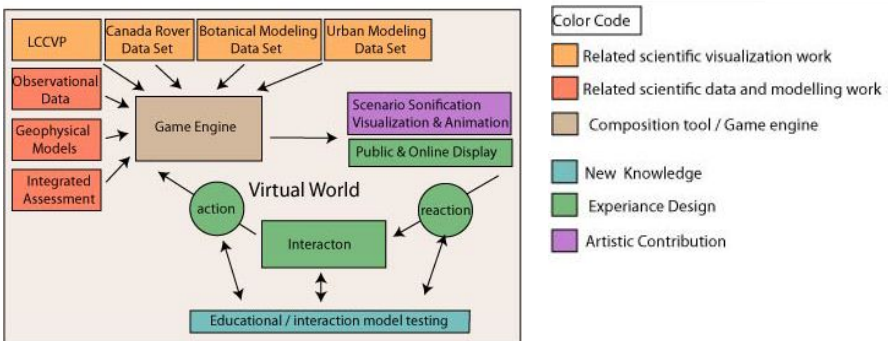 LCCVP
Canada Rover
Data Set
Botanical Modeling
Data Set
Urban Modeling
Data Set
Observational
Data
Geophysical
Models
Integrated
Assessment
Game Engine
Scenario Sonification
Visualization & Animation
Public & Online Display
Virtual World
action
reaction
Interacton
Educational / interaction model testing
Color Code
Related scientific visualization work
Related scientific data and modelling work
Composition tool / Game engine
New Knowledge
Experiance Design
Artistic Contribution